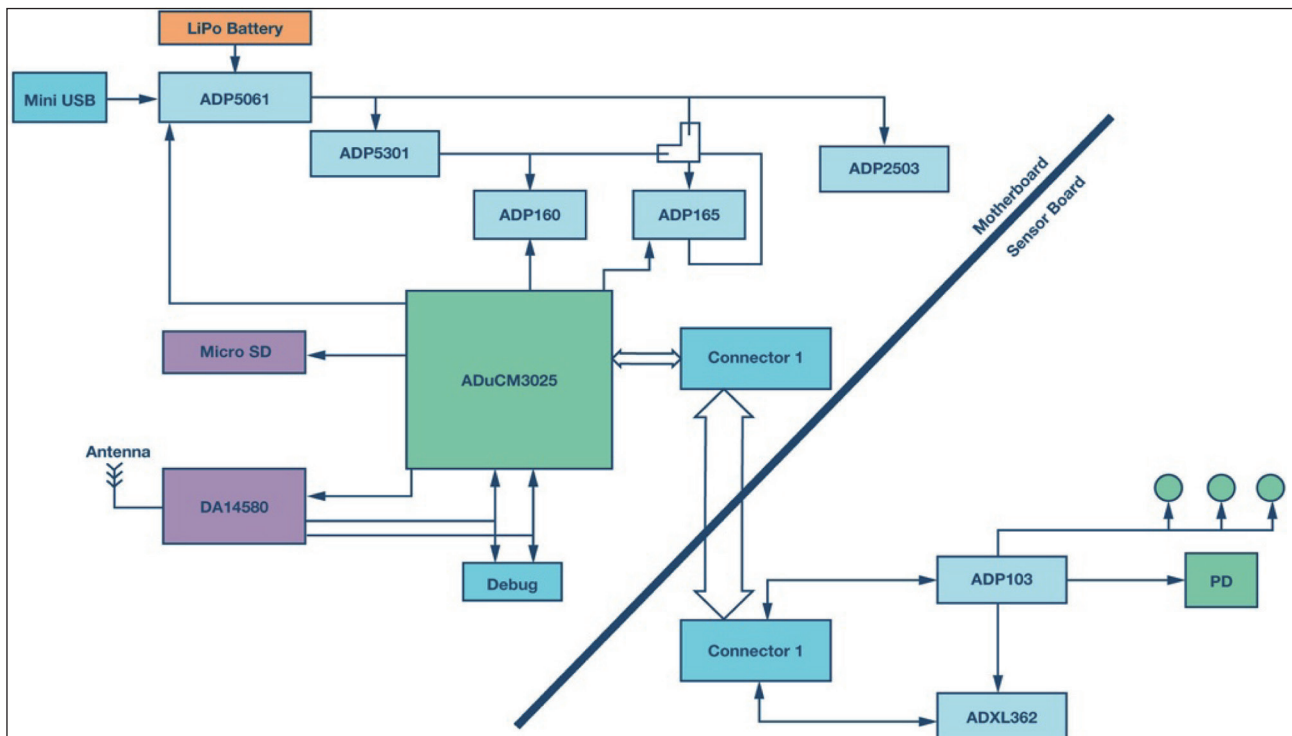 LiPo Battery
Mini USB
ADP5061
ADP5301
ADP2503
ADP160
ADP165
Motherboard
Sensor Board
Micro SD
ADuCM3025
Connector 1
Antenna
DA14580
Debug
ADP103
PD
Connector 1
ADXL362